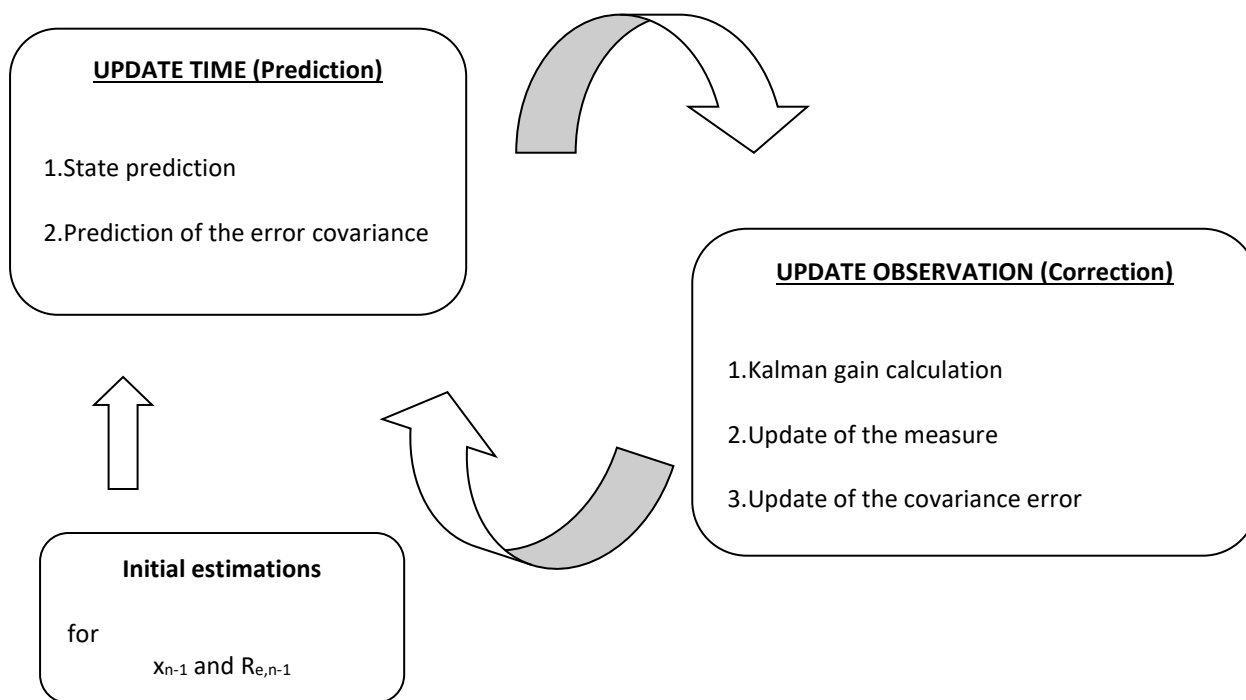 UPDATE TIME (Prediction)
1.State prediction
2.Prediction of the error covariance
UPDATE OBSERVATION (Correction)
1.Kalman gain calculation
2.Update of the measure
3.Update of the covariance error
Initial estimations
for
xn-1 and Re,n-1